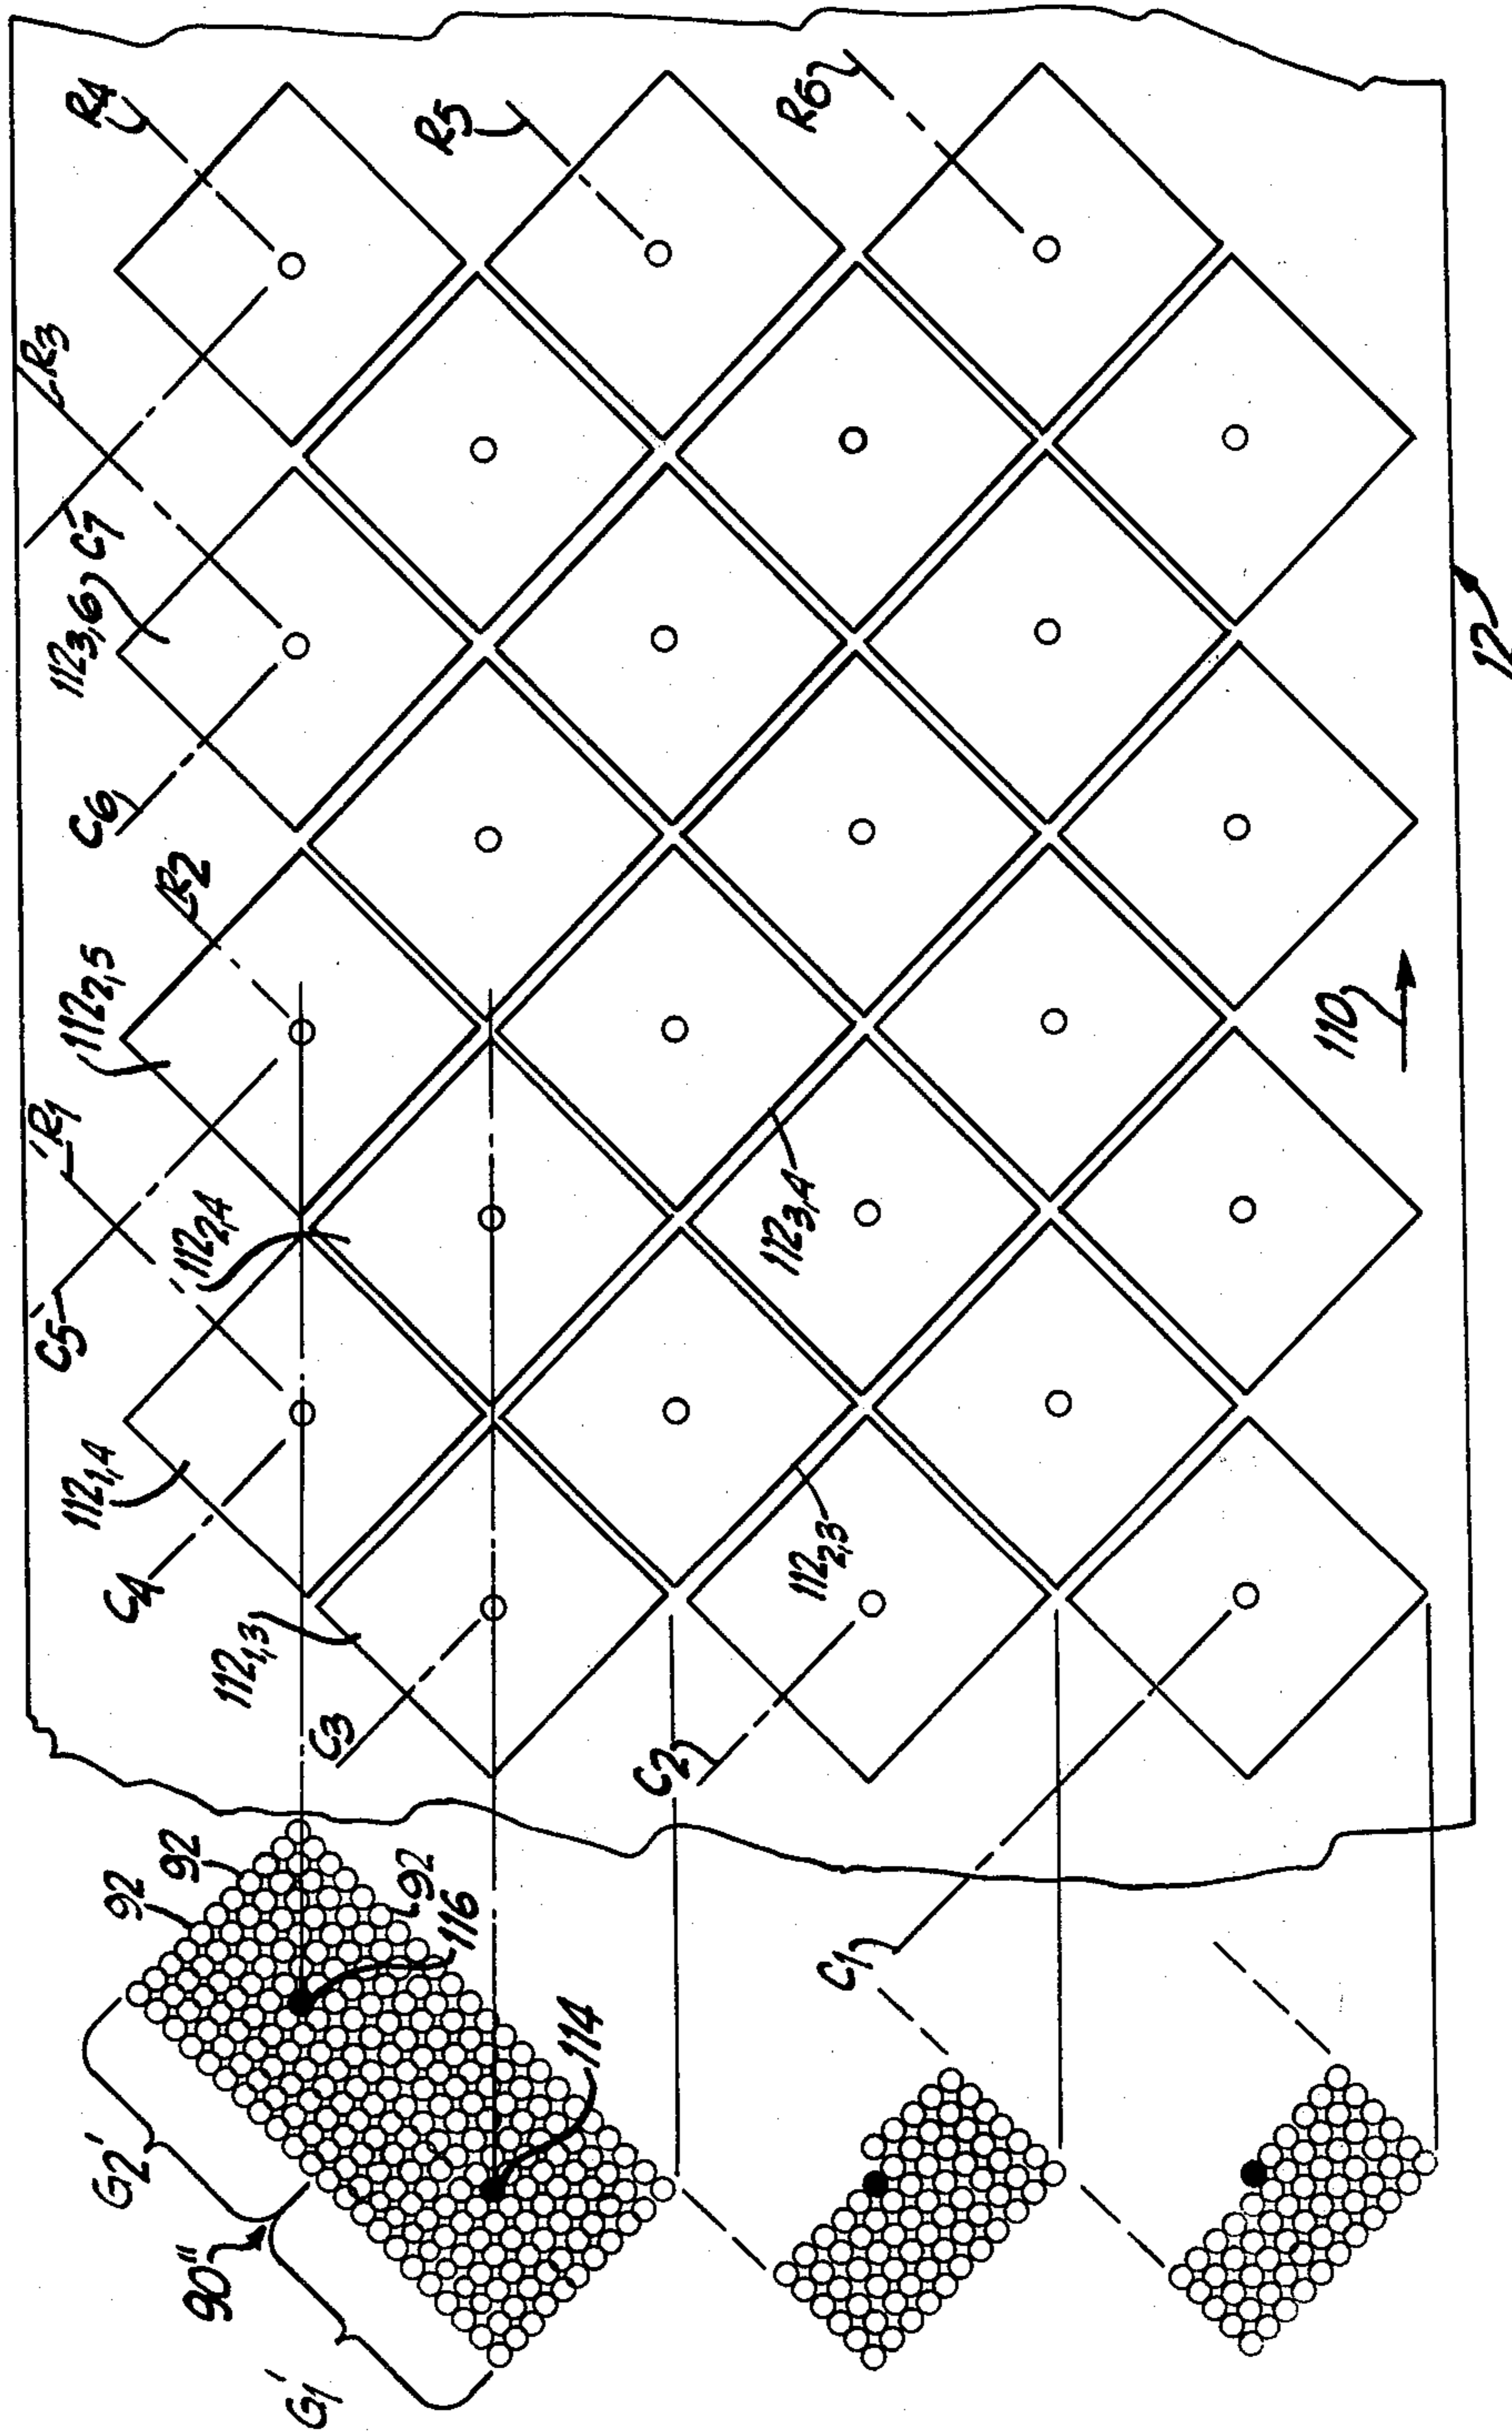 R4
R5
R6
R3
C7
112₃,₆
C6
R2
112₂,₅
R1
C5
112₂,₄
112₁,₄
C4
112₃,₄
110
12
112₂,₃
112₁,₃
C3
C2
C1
92
92
92
116
114
G2'
90"
G1'